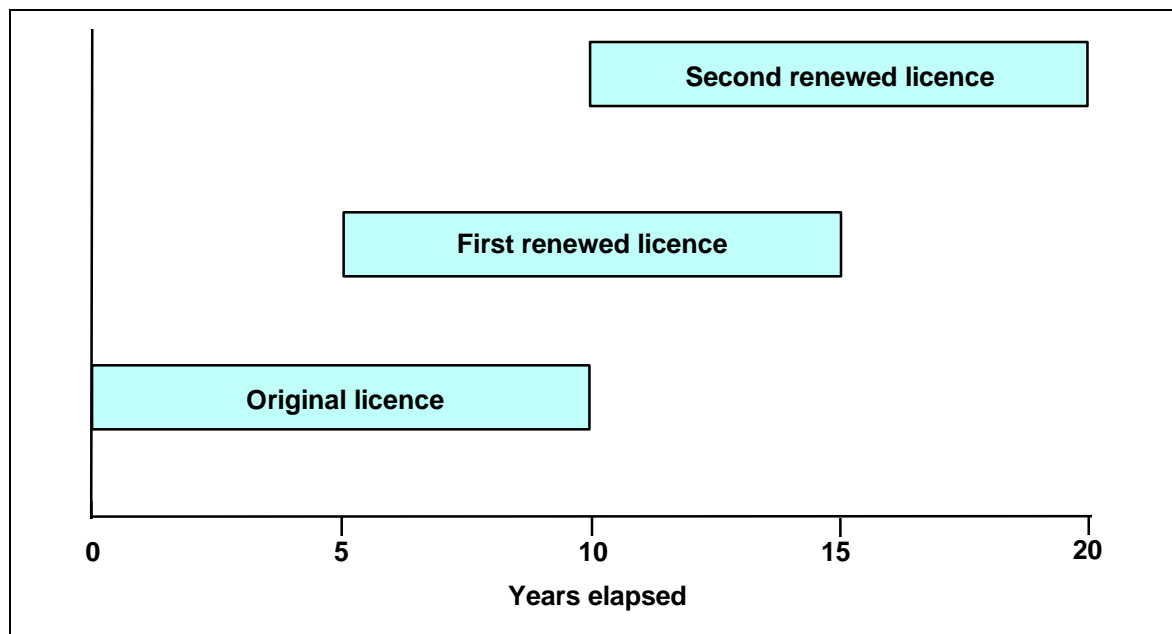 Second renewed licence
First renewed licence
Original licence
0 5 10 15 20
Years elapsed